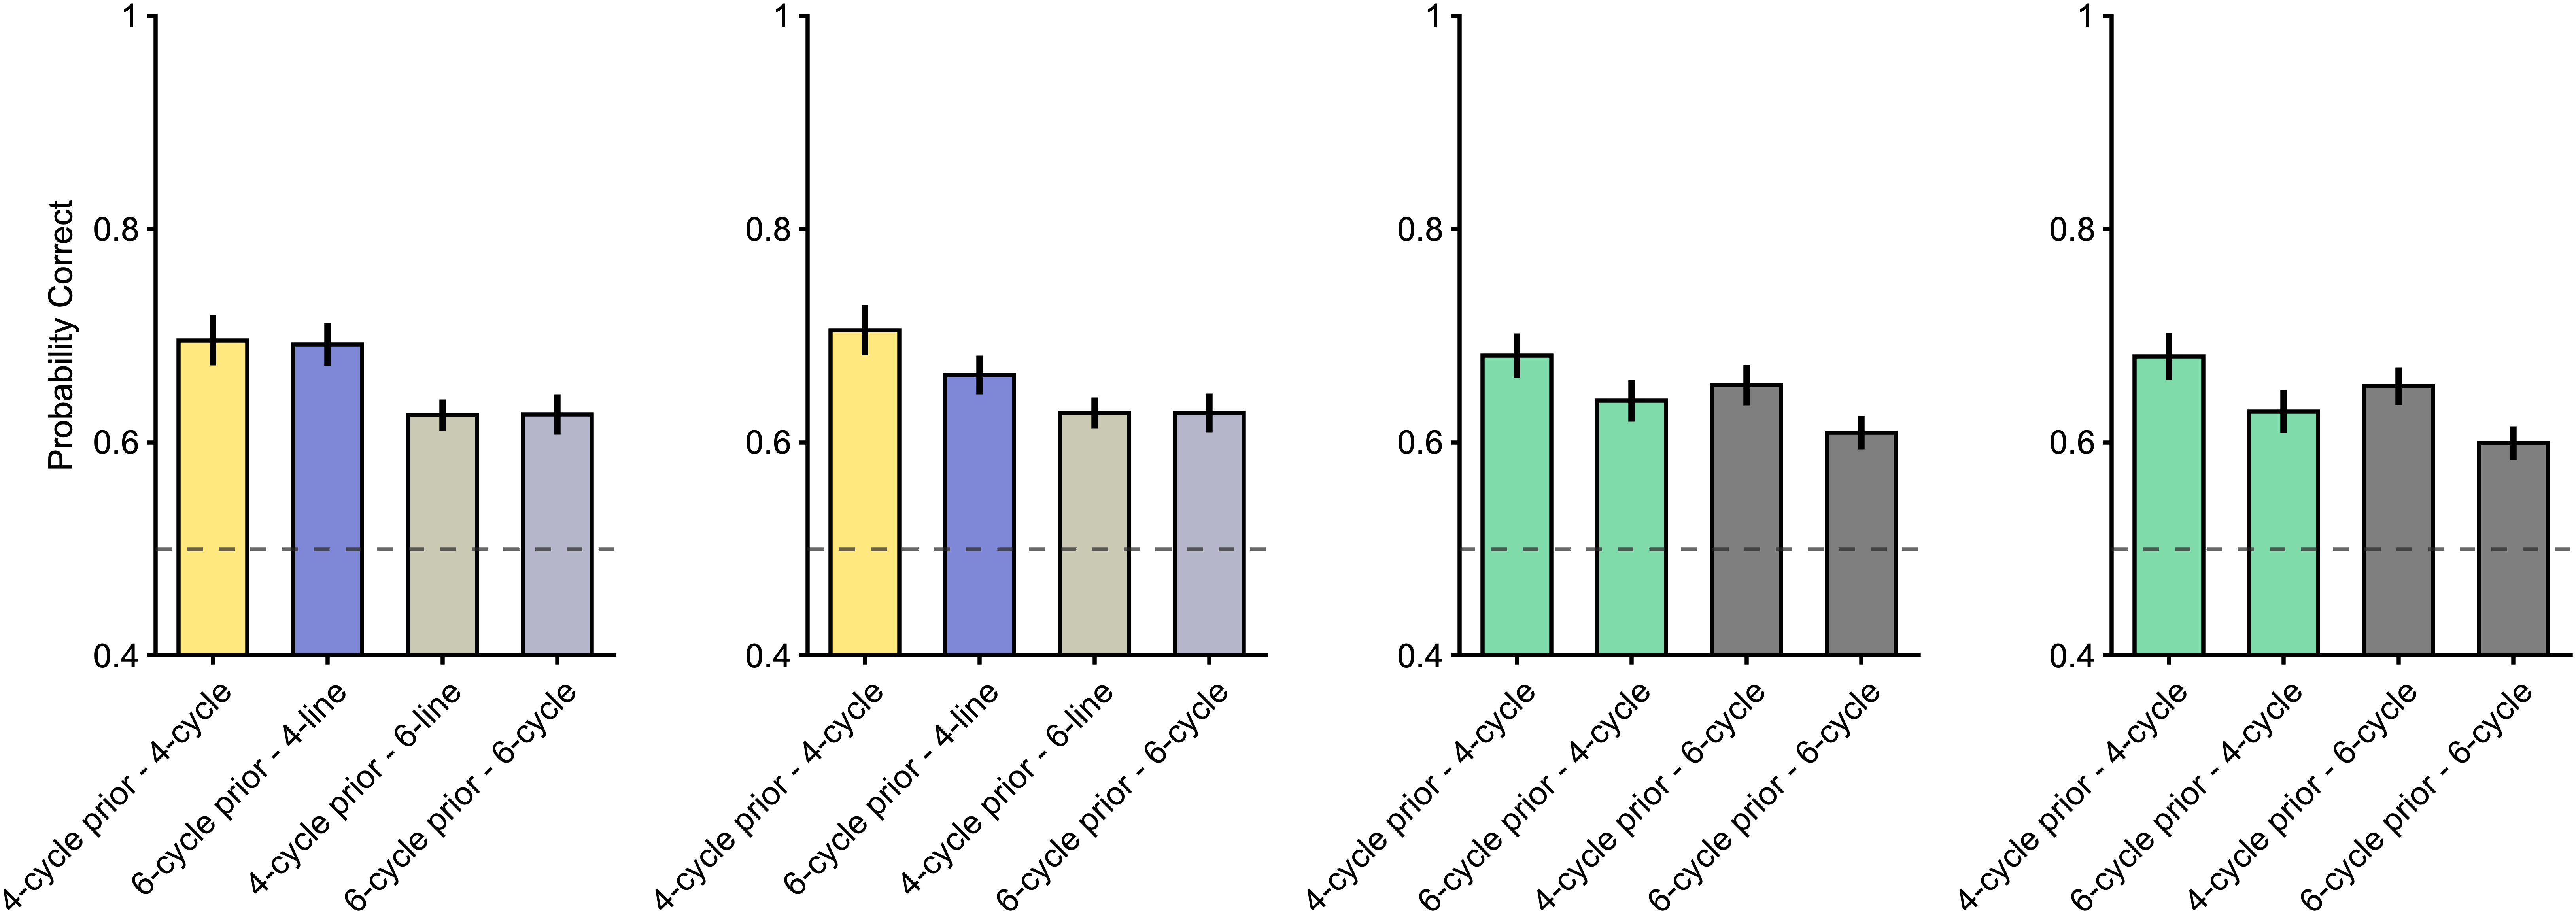 Probability Correct
1
0.8
0.6
0.4
4-cycle prior - 4-cycle
6-cycle prior - 4-line
4-cycle prior - 6-line
6-cycle prior - 6-cycle
1
0.8
0.6
0.4
4-cycle prior - 4-cycle
6-cycle prior - 4-line
4-cycle prior - 6-line
6-cycle prior - 6-cycle
1
0.8
0.6
0.4
4-cycle prior - 4-cycle
6-cycle prior - 4-cycle
4-cycle prior - 6-cycle
6-cycle prior - 6-cycle
1
0.8
0.6
0.4
4-cycle prior - 4-cycle
6-cycle prior - 4-cycle
4-cycle prior - 6-cycle
6-cycle prior - 6-cycle